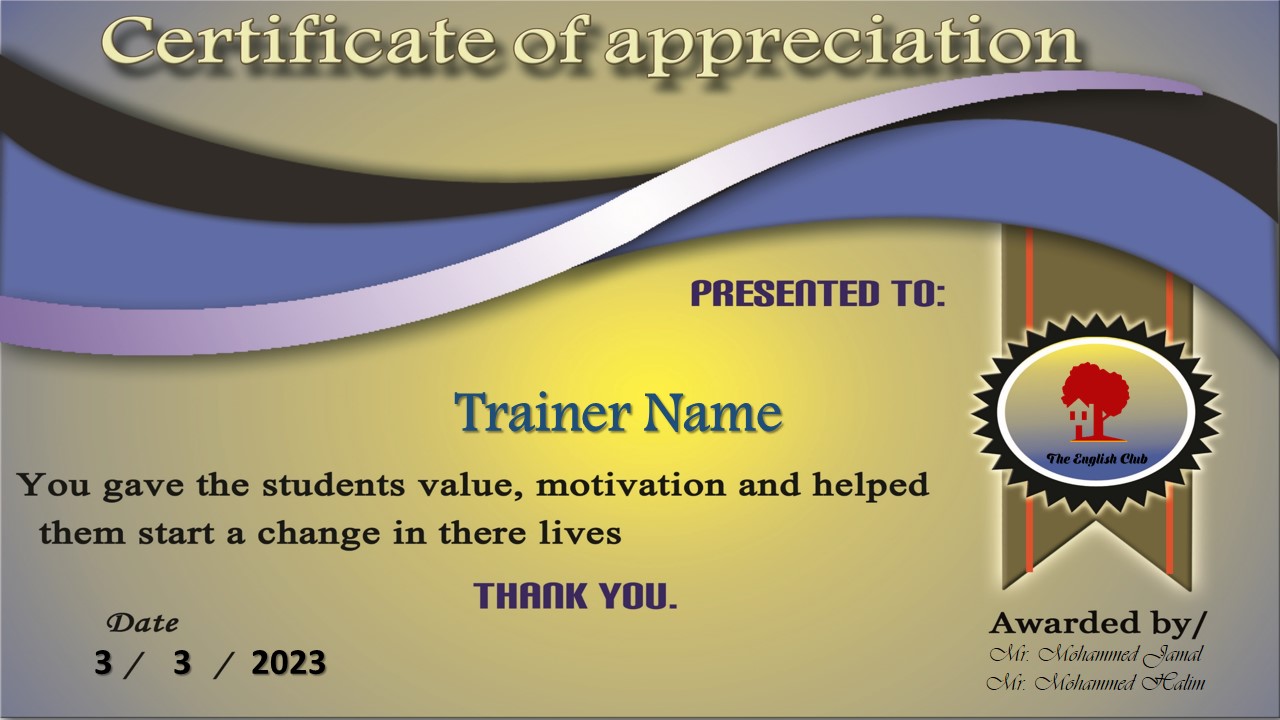 Certificate of appreciation
PRESENTED TO:
Trainer Name
The English Club
You gave the students value, motivation and helped
them start a change in there lives
THANK YOU.
Date
3 / 3 / 2023
Awarded by/
Mr. Mohammed Jamal
Mr. Mohammed Halim